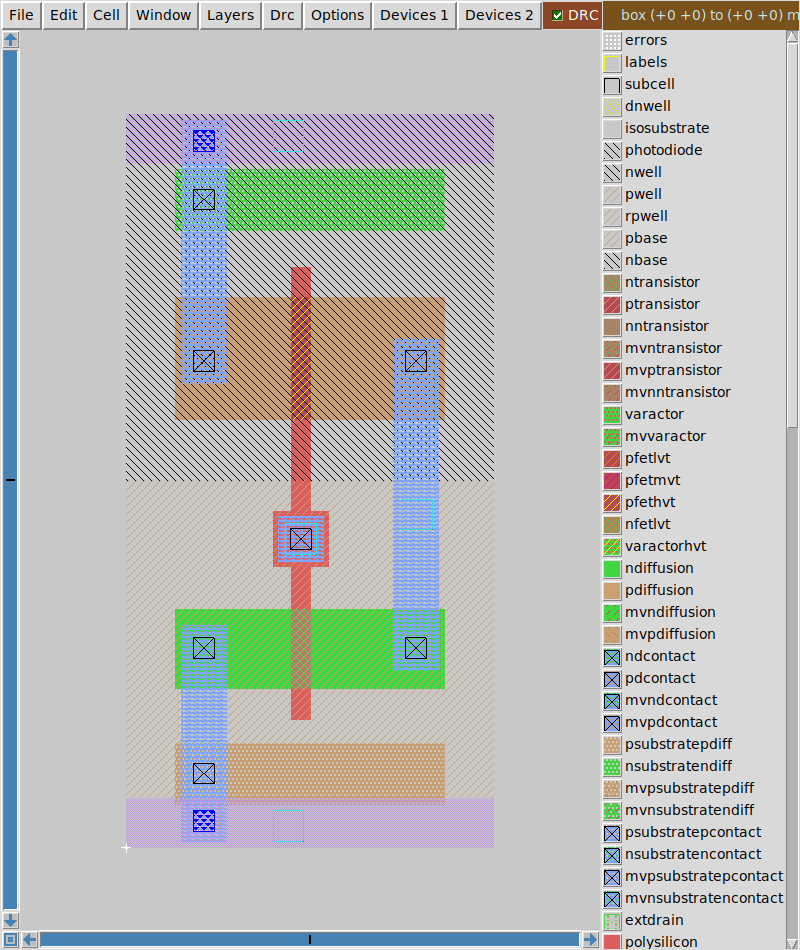 File Edit Cell Window Layers Drc Options Devices 1 Devices 2 DRC box (+0 +0) to (+0 +0) m
errors
labels
subcell
dnwell
isosubstrate
photodiode
nwell
pwell
rpwell
pbase
nbase
ntransistor
ptransistor
nntransistor
mvntransistor
mvptransistor
mvnntransistor
varactor
mvvaractor
pfetlvt
pfetmvt
pfethvt
nfetlvt
varactorhvt
ndiffusion
pdiffusion
mvndiffusion
mvpdiffusion
ndcontact
pdcontact
mvndcontact
mvpdcontact
psubstratepdiff
nsubstratendiff
mvpsubstratepdiff
mvnsubstratendiff
psubstratepcontact
nsubstratencontact
mvpsubstratepcontact
mvnsubstratencontact
extdrain
polysilicon